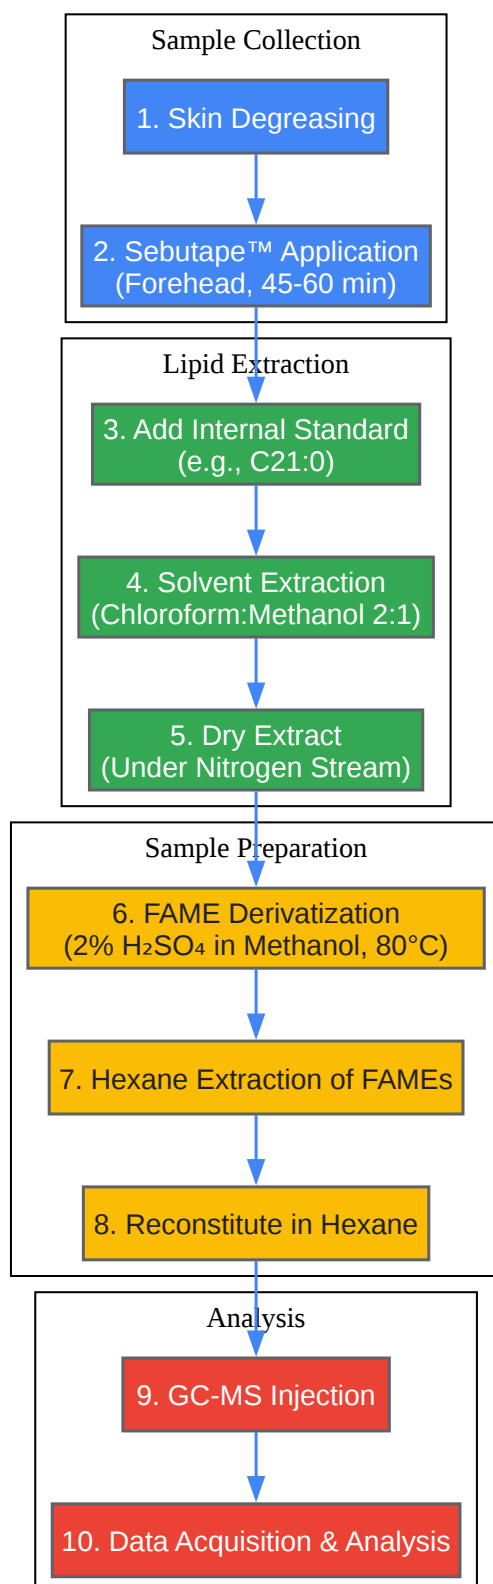 Sample Collection
1. Skin Degreasing
2. Sebutape™ Application
(Forehead, 45-60 min)
Lipid Extraction
3. Add Internal Standard
(e.g., C21:0)
4. Solvent Extraction
(Chloroform:Methanol 2:1)
5. Dry Extract
(Under Nitrogen Stream)
Sample Preparation
6. FAME Derivatization
(2% H₂SO₄ in Methanol, 80°C)
7. Hexane Extraction of FAMEs
8. Reconstitute in Hexane
Analysis
9. GC-MS Injection
10. Data Acquisition & Analysis